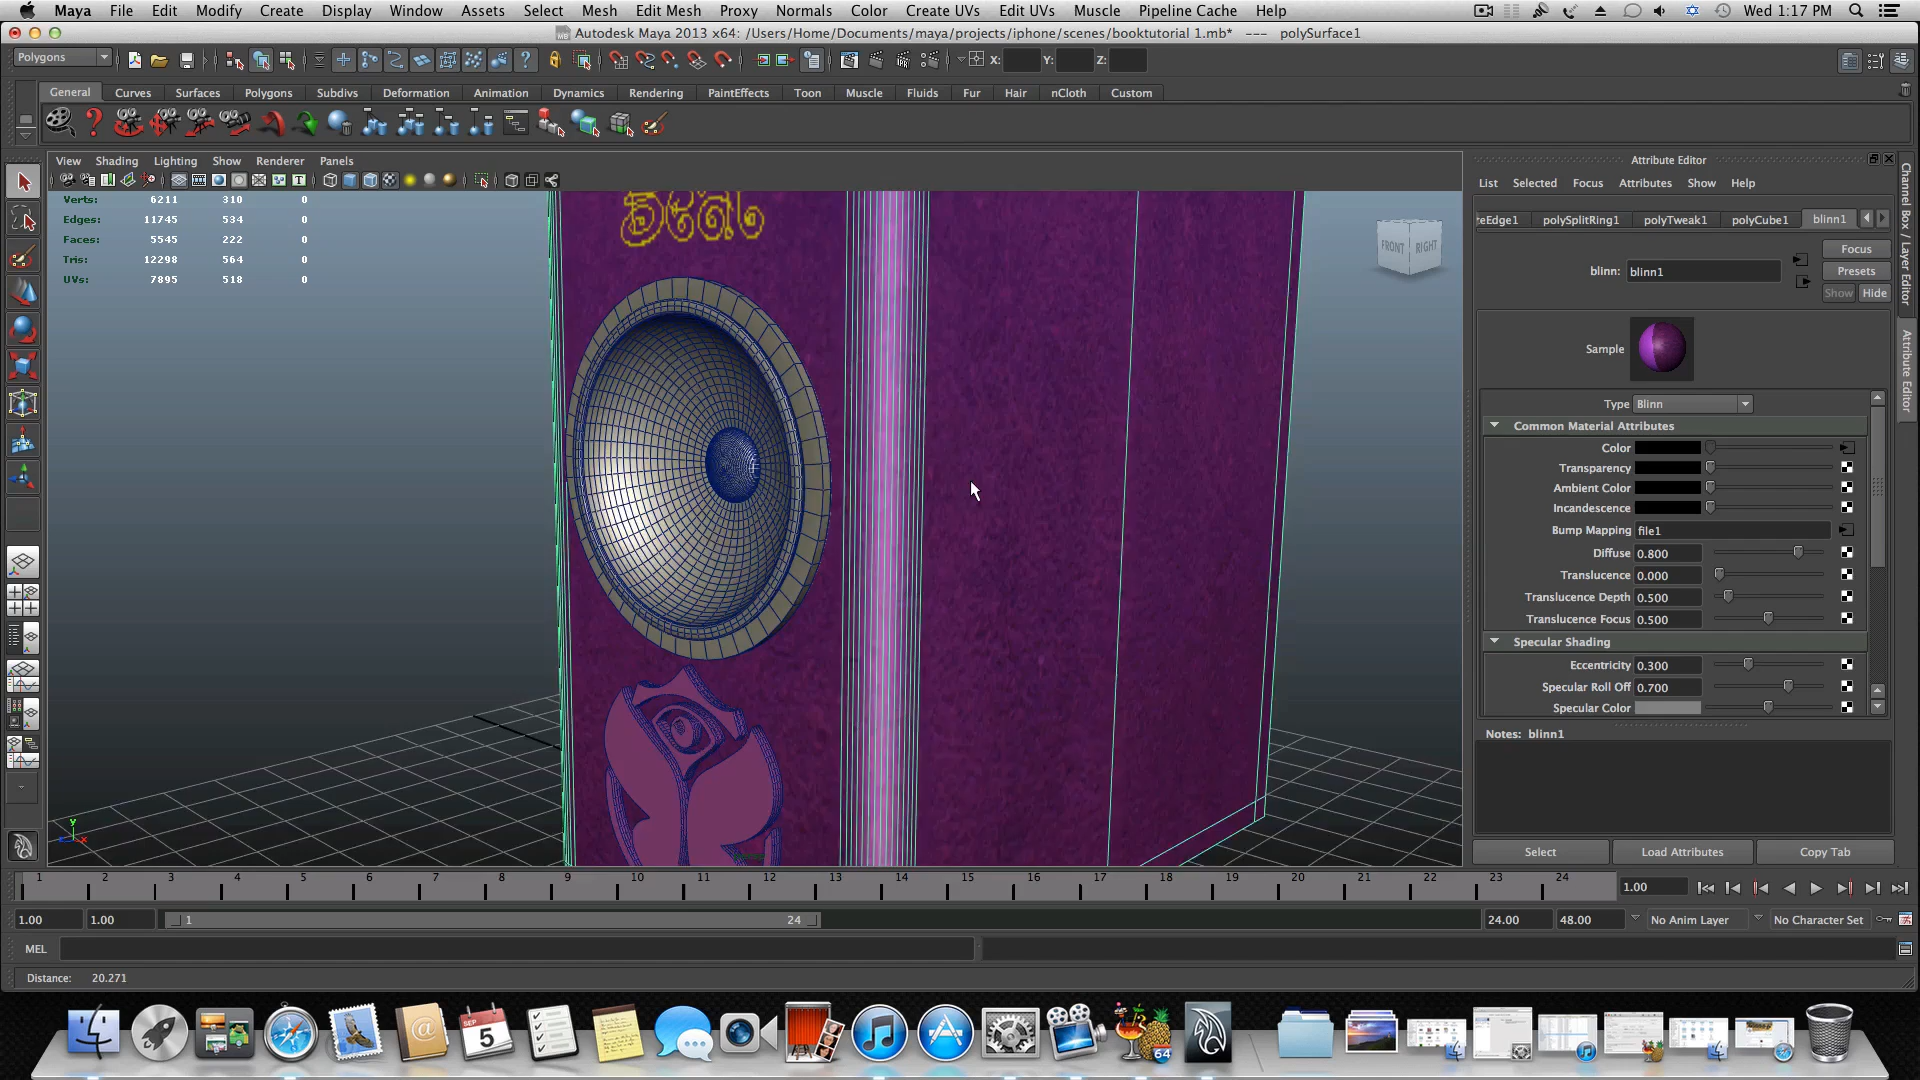 Maya File Edit Modify Create Display Window Assets Select Mesh Edit Mesh Proxy Normals Color Create UVs Edit UVs Muscle Pipeline Cache Help Wed 1:17 PM
Autodesk Maya 2013 x64: /Users/Home/Documents/maya/projects/iphone/scenes/booktutorial 1.mb* --- polySurface1
Polygons X: Y: Z:
General Curves Surfaces Polygons Subdivs Deformation Animation Dynamics Rendering PaintEffects Toon Muscle Fluids Fur Hair nCloth Custom
View Shading Lighting Show Renderer Panels
Verts: 6211 310 0
Edges: 11745 534 0
Faces: 5545 222 0
Tris: 12298 564 0
UVs: 7895 518 0
FRONT RIGHT
y
x
Attribute Editor
List Selected Focus Attributes Show Help
zeEdge1 polySplitRing1 polyTweak1 polyCube1 blinn1
Focus
blinn: blinn1 Presets
Show Hide
Sample
Type Blinn
Common Material Attributes
Color
Transparency
Ambient Color
Incandescence
Bump Mapping file1
Diffuse 0.800
Translucence 0.000
Translucence Depth 0.500
Translucence Focus 0.500
Specular Shading
Eccentricity 0.300
Specular Roll Off 0.700
Specular Color
Notes: blinn1
Select Load Attributes Copy Tab
Channel Box / Layer Editor
Attribute Editor
1 2 3 4 5 6 7 8 9 10 11 12 13 14 15 16 17 18 19 20 21 22 23 24 1.00
1.00 1.00 1 24 24.00 48.00 No Anim Layer No Character Set
MEL
Distance: 20.271
SEP
5
64